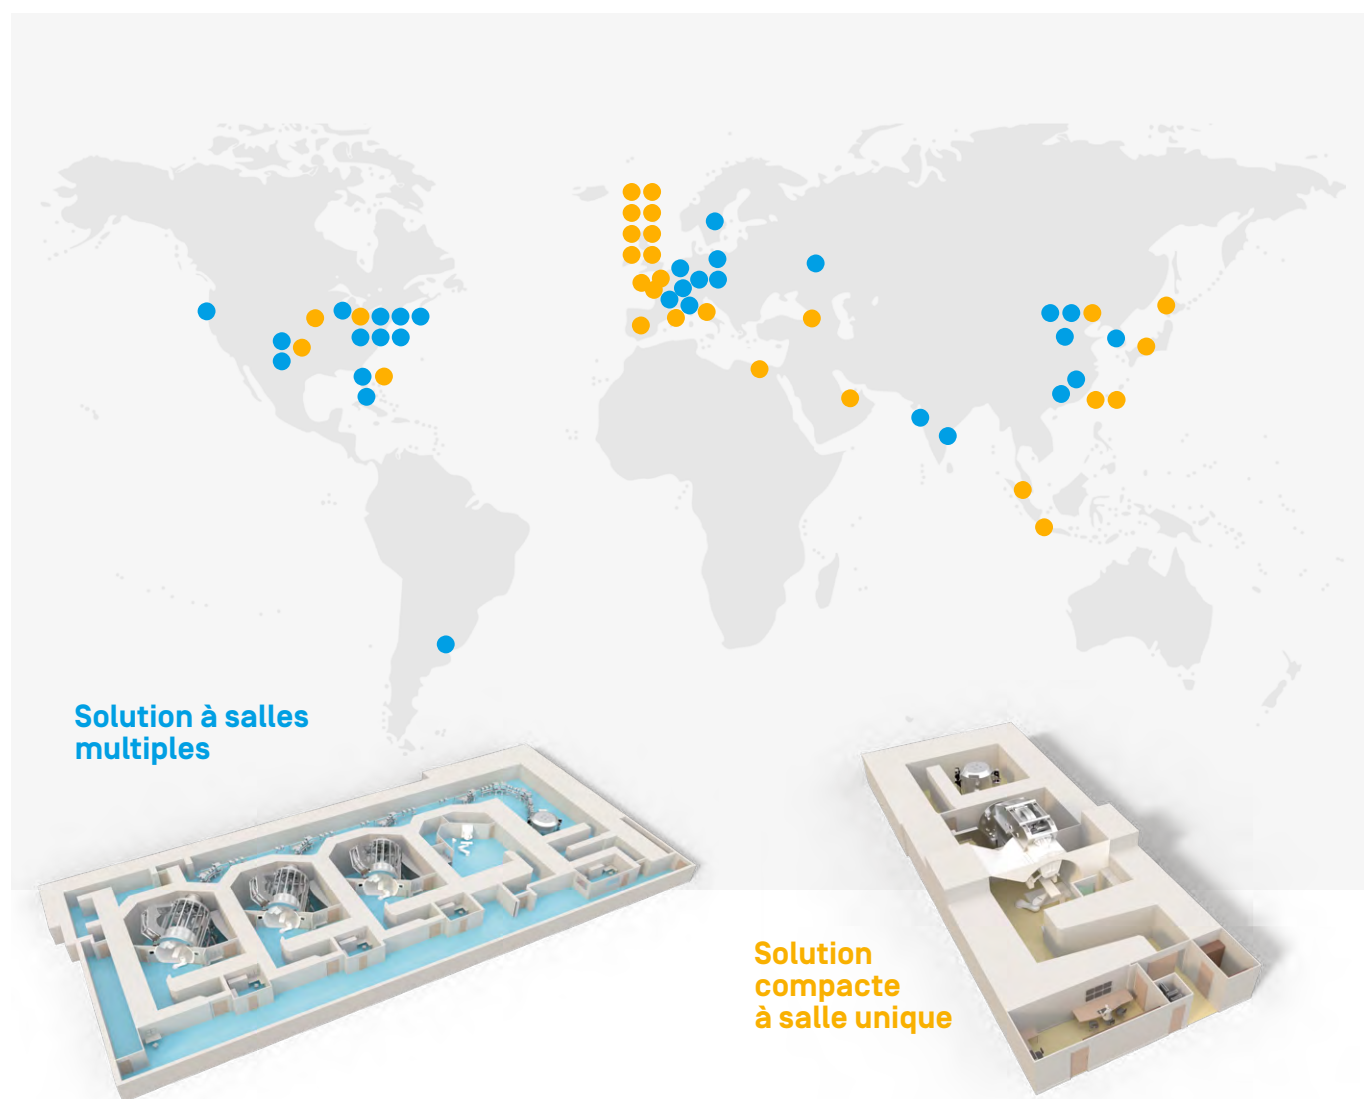 Solution à salles
multiples
Solution
compacte
à salle unique